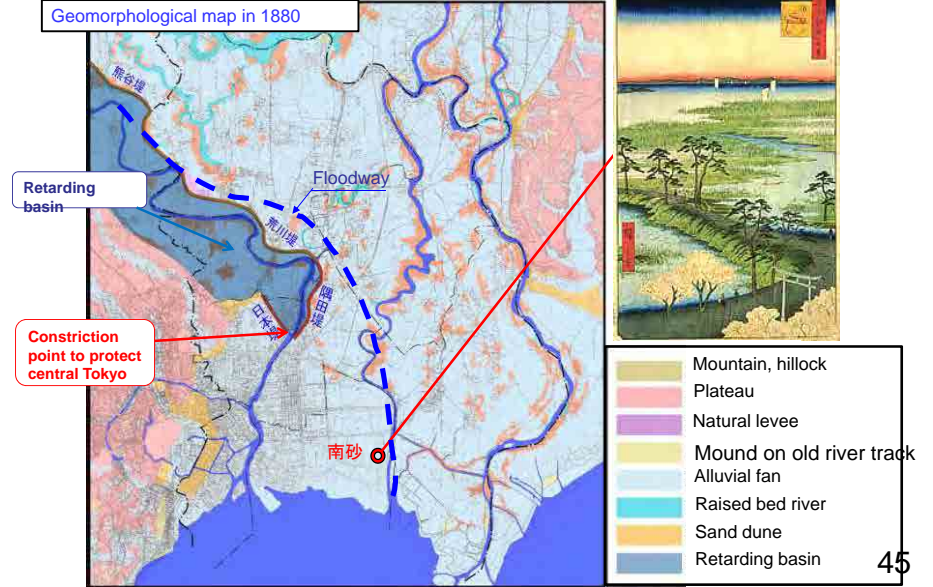 Geomorphological map in 1880
熊谷堤
Retarding
basin
Floodway
荒川堤
隅田堤
日本堤
Constriction
point to protect
central Tokyo
南砂
Mountain, hillock
Plateau
Natural levee
Mound on old river track
Alluvial fan
Raised bed river
Sand dune
Retarding basin
45